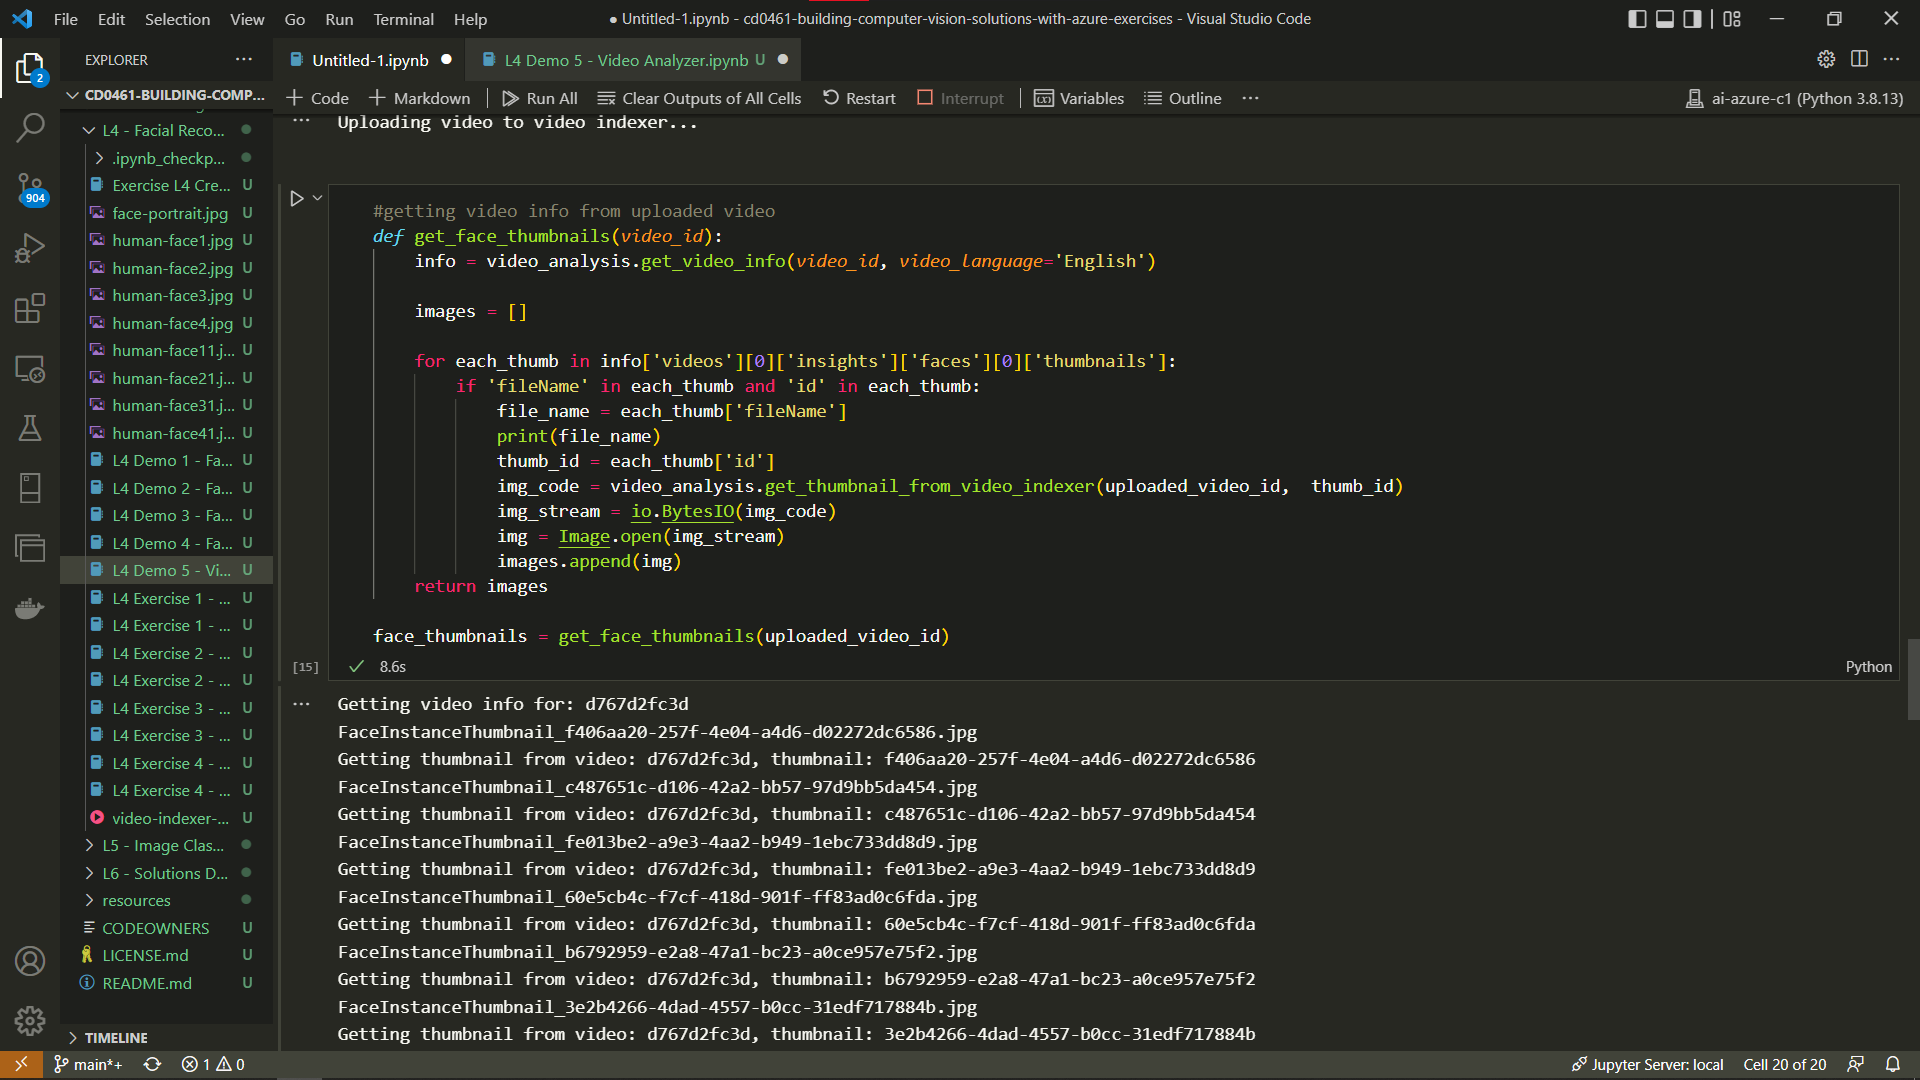 File Edit Selection View Go Run Terminal Help
● Untitled-1.ipynb - cd0461-building-computer-vision-solutions-with-azure-exercises - Visual Studio Code
EXPLORER
Untitled-1.ipynb
L4 Demo 5 - Video Analyzer.ipynb U
CD0461-BUILDING-COMP...
Code Markdown Run All Clear Outputs of All Cells Restart Interrupt Variables Outline ai-azure-c1 (Python 3.8.13)
2
904
L4 - Facial Reco...
.ipynb_checkp...
Exercise L4 Cre... U
face-portrait.jpg U
human-face1.jpg U
human-face2.jpg U
human-face3.jpg U
human-face4.jpg U
human-face11.j... U
human-face21.j... U
human-face31.j... U
human-face41.j... U
L4 Demo 1 - Fa... U
L4 Demo 2 - Fa... U
L4 Demo 3 - Fa... U
L4 Demo 4 - Fa... U
L4 Demo 5 - Vi... U
L4 Exercise 1 - ... U
L4 Exercise 1 - ... U
L4 Exercise 2 - ... U
L4 Exercise 2 - ... U
L4 Exercise 3 - ... U
L4 Exercise 3 - ... U
L4 Exercise 4 - ... U
L4 Exercise 4 - ... U
video-indexer-... U
L5 - Image Clas...
L6 - Solutions D...
resources
CODEOWNERS U
LICENSE.md U
README.md U
TIMELINE
Uploading video to video indexer...
#getting video info from uploaded video
def get_face_thumbnails(video_id):
info = video_analysis.get_video_info(video_id, video_language='English')
images = []
for each_thumb in info['videos'][0]['insights']['faces'][0]['thumbnails']:
if 'fileName' in each_thumb and 'id' in each_thumb:
file_name = each_thumb['fileName']
print(file_name)
thumb_id = each_thumb['id']
img_code = video_analysis.get_thumbnail_from_video_indexer(uploaded_video_id,  thumb_id)
img_stream = io.BytesIO(img_code)
img = Image.open(img_stream)
images.append(img)
return images
face_thumbnails = get_face_thumbnails(uploaded_video_id)
[15] 8.6s Python
Getting video info for: d767d2fc3d
FaceInstanceThumbnail_f406aa20-257f-4e04-a4d6-d02272dc6586.jpg
Getting thumbnail from video: d767d2fc3d, thumbnail: f406aa20-257f-4e04-a4d6-d02272dc6586
FaceInstanceThumbnail_c487651c-d106-42a2-bb57-97d9bb5da454.jpg
Getting thumbnail from video: d767d2fc3d, thumbnail: c487651c-d106-42a2-bb57-97d9bb5da454
FaceInstanceThumbnail_fe013be2-a9e3-4aa2-b949-1ebc733dd8d9.jpg
Getting thumbnail from video: d767d2fc3d, thumbnail: fe013be2-a9e3-4aa2-b949-1ebc733dd8d9
FaceInstanceThumbnail_60e5cb4c-f7cf-418d-901f-ff83ad0c6fda.jpg
Getting thumbnail from video: d767d2fc3d, thumbnail: 60e5cb4c-f7cf-418d-901f-ff83ad0c6fda
FaceInstanceThumbnail_b6792959-e2a8-47a1-bc23-a0ce957e75f2.jpg
Getting thumbnail from video: d767d2fc3d, thumbnail: b6792959-e2a8-47a1-bc23-a0ce957e75f2
FaceInstanceThumbnail_3e2b4266-4dad-4557-b0cc-31edf717884b.jpg
Getting thumbnail from video: d767d2fc3d, thumbnail: 3e2b4266-4dad-4557-b0cc-31edf717884b
main*+ 1 0 Jupyter Server: local Cell 20 of 20